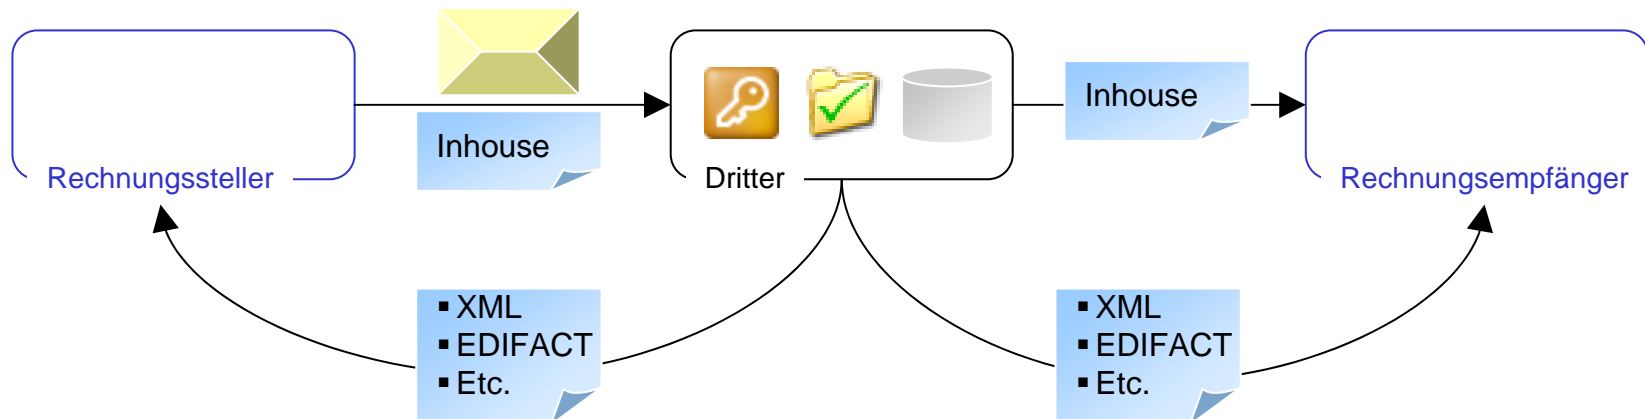 Inhouse
Inhouse
Rechnungssteller
Dritter
Rechnungsempfänger
▪ XML
▪ EDIFACT
▪ Etc.
▪ XML
▪ EDIFACT
▪ Etc.